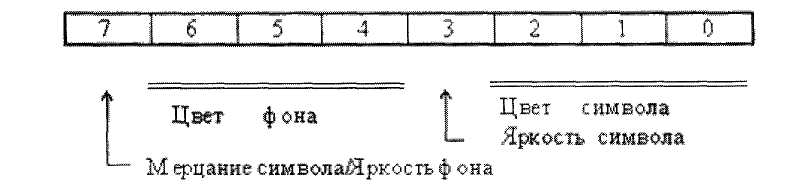 7 6 5 4 3 2 1 0
Цвет фона
Цвет символа
Яркость символа
Мерцание символа/Яркость фона